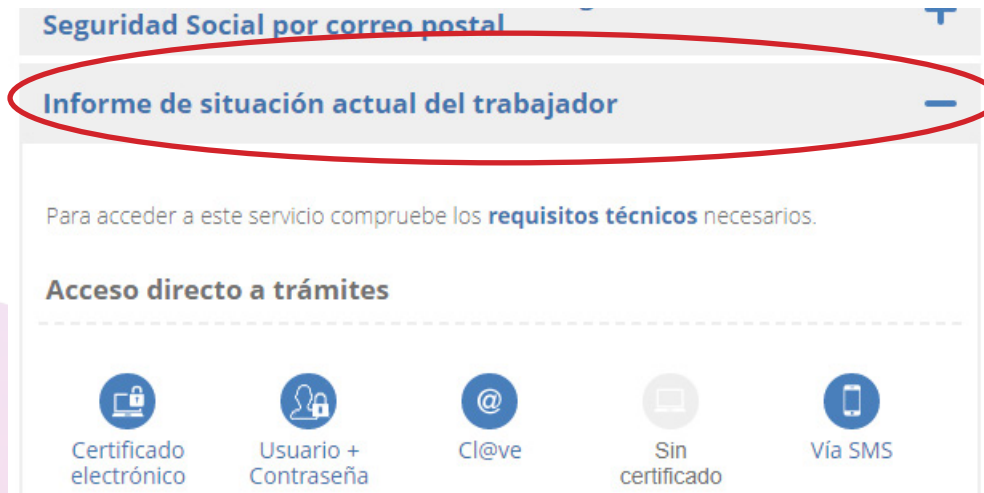 Seguridad Social por correo postal
Informe de situación actual del trabajador
Para acceder a este servicio compruebe los requisitos técnicos necesarios.
Acceso directo a trámites
Certificado electrónico
Usuario + Contraseña
Cl@ve
Sin certificado
Vía SMS